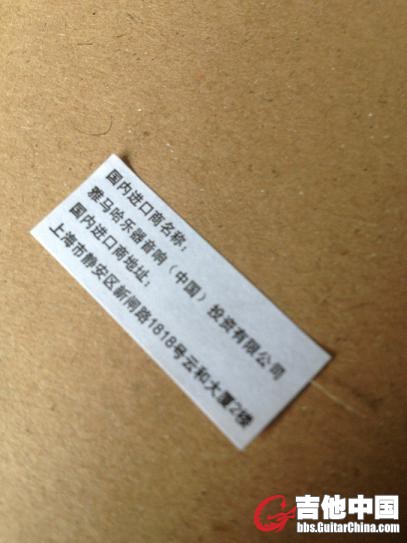 国内进口商名称：
雅马哈乐器音响（中国）投资有限公司
国内进口商地址：
上海市静安区新闸路1818号云和大厦2楼
吉他中国
bbs.GuitarChina.com